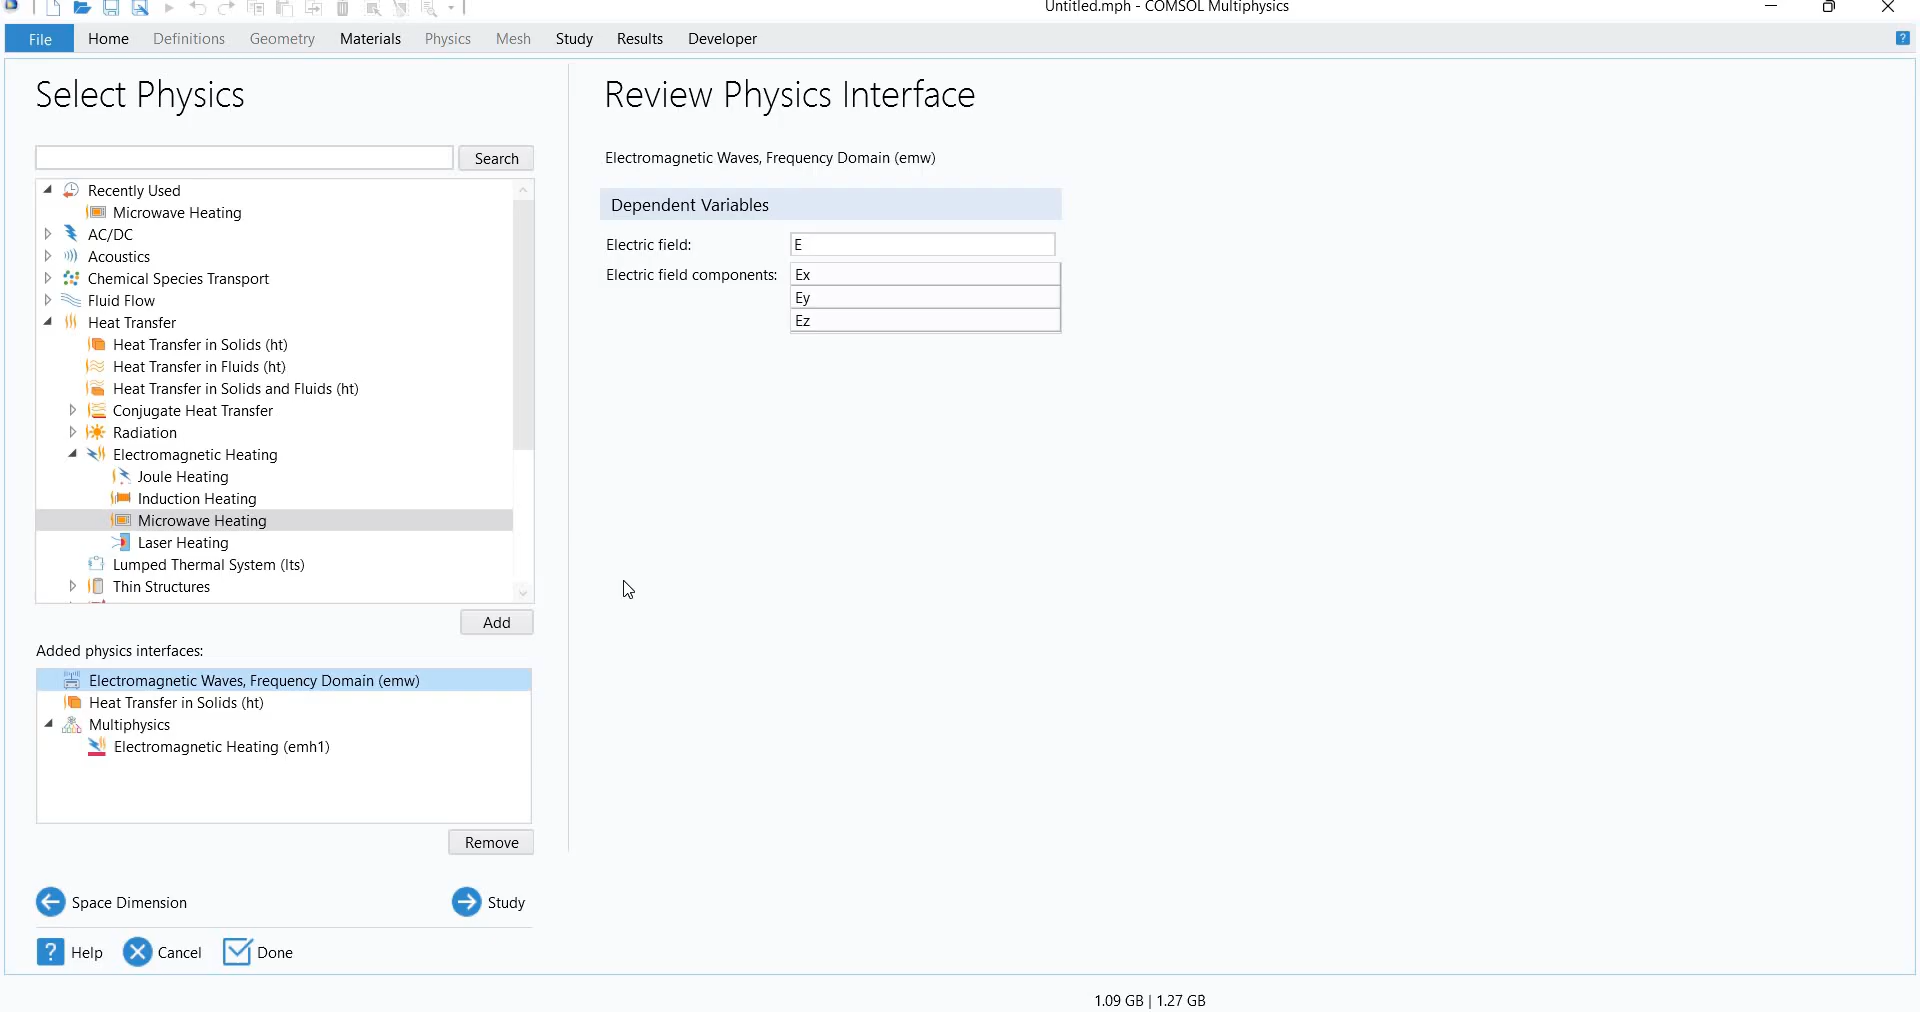 Untitled.mph - COMSOL Multiphysics
File Home Definitions Geometry Materials Physics Mesh Study Results Developer ?
Select Physics
Search
Recently Used
Microwave Heating
AC/DC
Acoustics
Chemical Species Transport
Fluid Flow
Heat Transfer
Heat Transfer in Solids (ht)
Heat Transfer in Fluids (ht)
Heat Transfer in Solids and Fluids (ht)
Conjugate Heat Transfer
Radiation
Electromagnetic Heating
Joule Heating
Induction Heating
Microwave Heating
Laser Heating
Lumped Thermal System (lts)
Thin Structures
Add
Added physics interfaces:
Electromagnetic Waves, Frequency Domain (emw)
Heat Transfer in Solids (ht)
Multiphysics
Electromagnetic Heating (emh1)
Remove
Space Dimension
Study
? Help Cancel Done
Review Physics Interface
Electromagnetic Waves, Frequency Domain (emw)
Dependent Variables
Electric field: E
Electric field components: Ex
Ey
Ez
1.09 GB | 1.27 GB